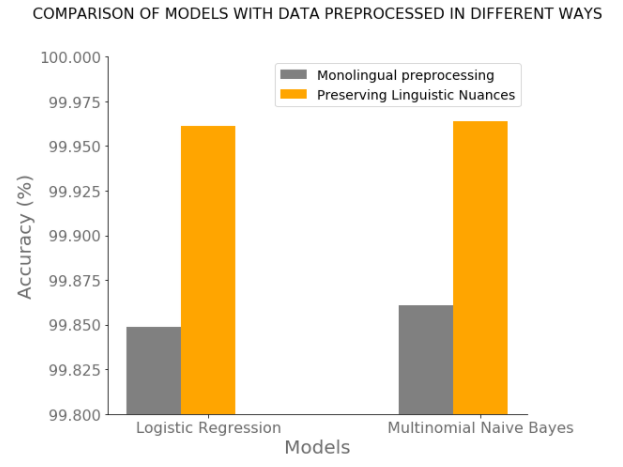 COMPARISON OF MODELS WITH DATA PREPROCESSED IN DIFFERENT WAYS
Monolingual preprocessing
Preserving Linguistic Nuances
Accuracy (%)
100.000
99.975
99.950
99.925
99.900
99.875
99.850
99.825
99.800
Logistic Regression
Multinomial Naive Bayes
Models